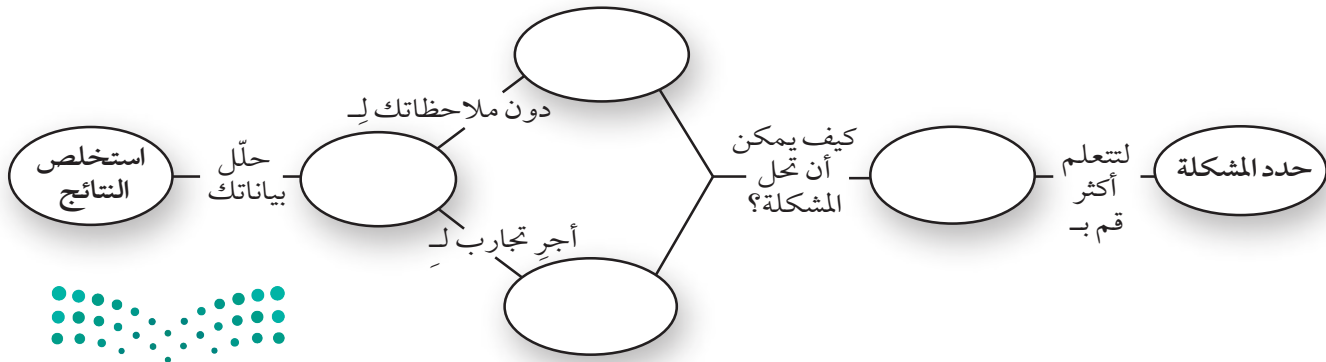 حدد المشكلة
لتتعلم
أكثر
قم بـ
كيف يمكن
أن تحل
المشكلة؟
دون ملاحظاتك لِـ
أجرِ تجارب لـِ
حلّل
بياناتك
استخلص
النتائج